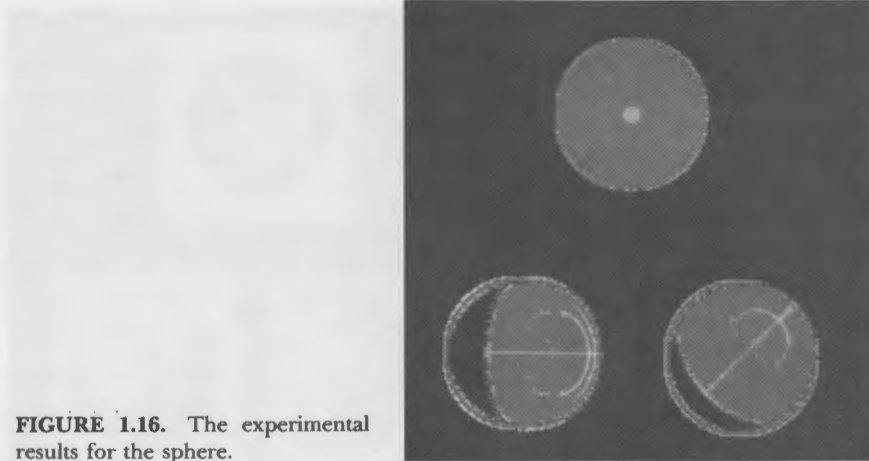 FIGURE 1.16. The experimental
results for the sphere.